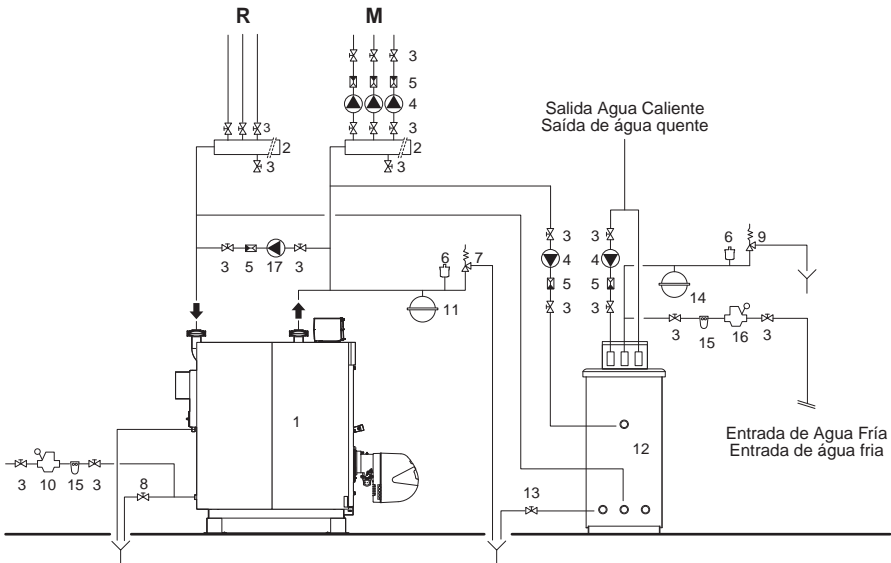 R M
3
5
4
3 3
2 2
3 3
Salida Agua Caliente
Saída de água quente
3 5 17 3
6 7
11
3 3
4 4
5 5
3 3
6 9
14
3 15 16 3
1
12
Entrada de Agua Fría
Entrada de água fria
3 10 15 3 8
13